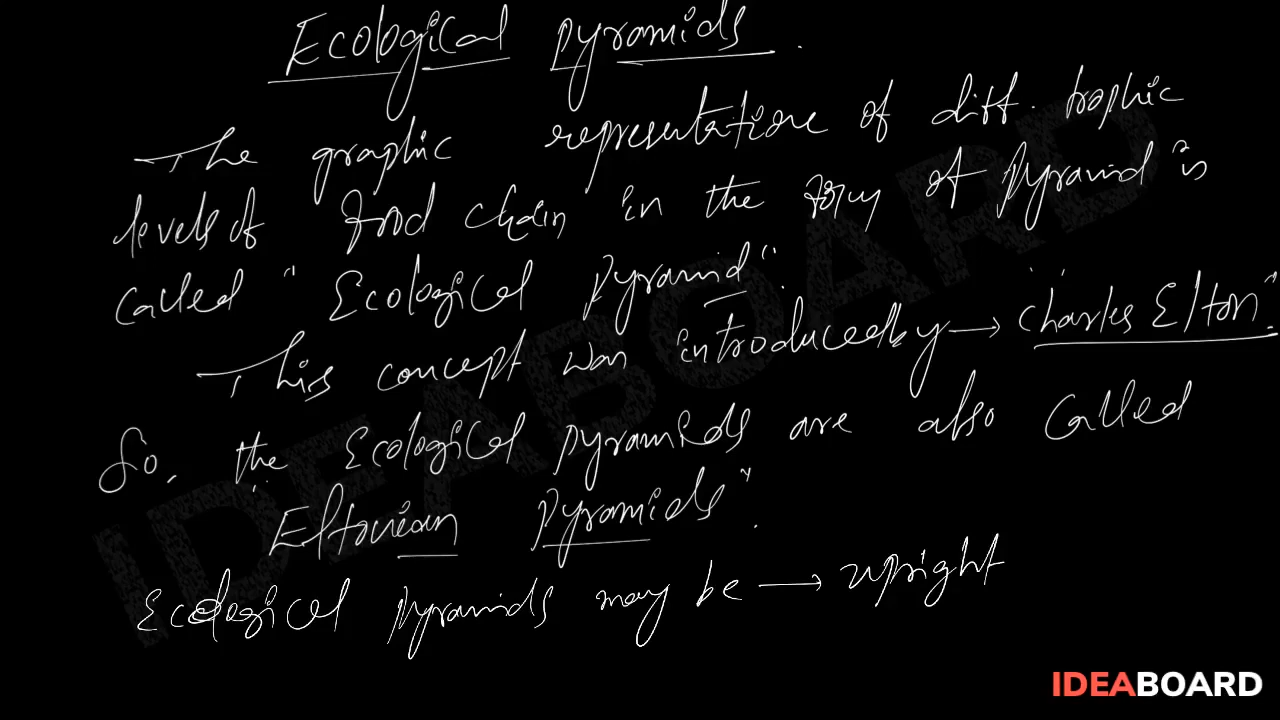 Ecological pyramids.
The graphic representatione of diff. trophic
levels of food chain in the form of pyramid is
called "Ecological Pyramid".
This concept was introduced by → "Charles Elton".
So, the Ecological pyramids are also called
Eltonian Pyramids".
Ecological pyramids may be → upright
IDEABOARD
IDEABOARD